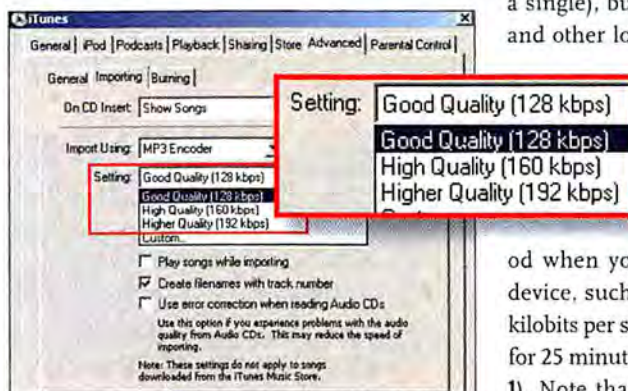 iTunes
General | iPod | Podcasts | Playback | Sharing | Store Advanced | Parental Control
General Importing Burning
On CD Insert: Show Songs
Import Using: MP3 Encoder
Setting: Good Quality (128 kbps)
Good Quality (128 kbps)
High Quality (160 kbps)
Higher Quality (192 kbps)
Custom...
Play songs while importing
Create filenames with track number
Use error correction when reading Audio CDs
Use this option if you experience problems with the audio
quality from Audio CDs. This may reduce the speed of
importing.
Note: These settings do not apply to songs
downloaded from the iTunes Music Store.
Setting: Good Quality (128 kbps)
Good Quality (128 kbps)
High Quality (160 kbps)
Higher Quality (192 kbps)
a single),
and other
od when
device, such
kilobits per
for 25
1). Note